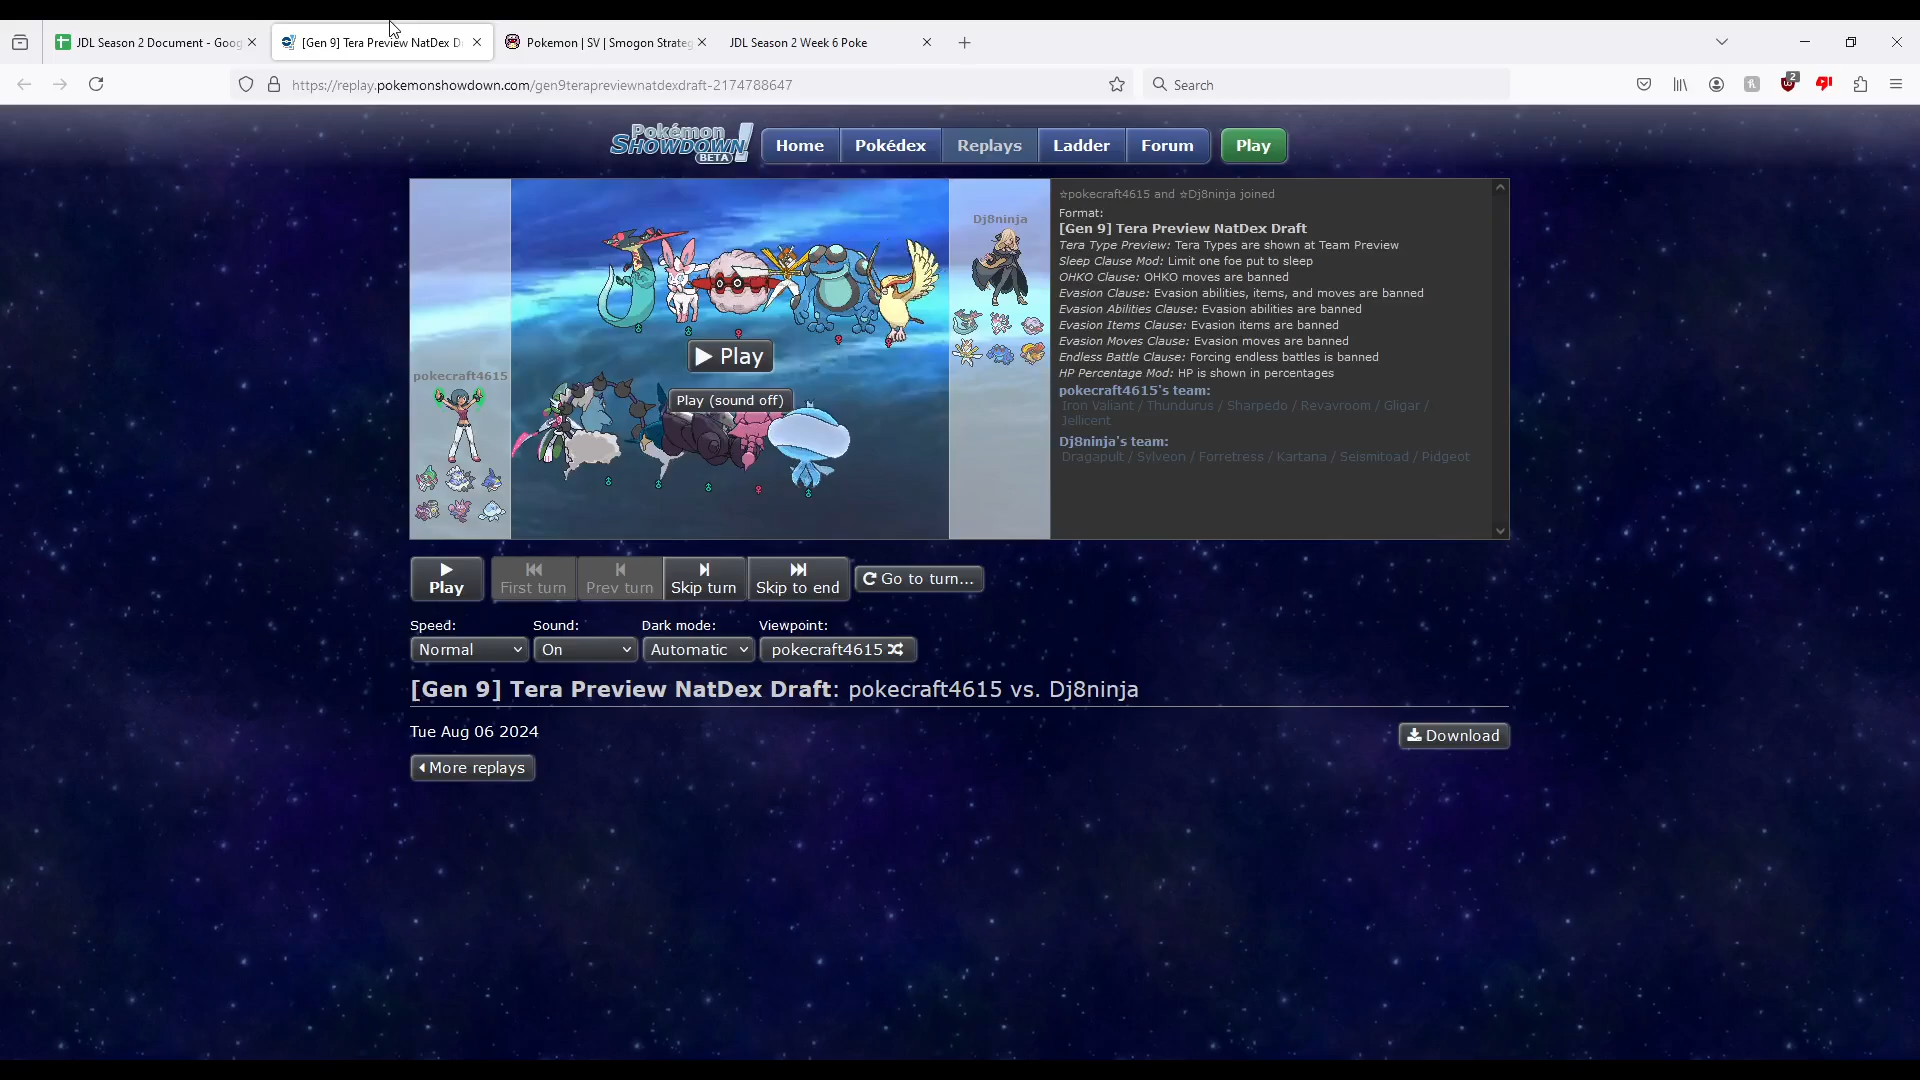 JDL Season 2 Document - Goog
[Gen 9] Tera Preview NatDex D
Pokemon | SV | Smogon Strateg
JDL Season 2 Week 6 Poke
https://replay.pokemonshowdown.com/gen9terapreviewnatdexdraft-2174788647
Search
2
Pokémon
SHOWDOWN!
BETA
Home
Pokédex
Replays
Ladder
Forum
Play
Dj8ninja
pokecraft4615
Play
Play (sound off)
☆pokecraft4615 and ☆Dj8ninja joined
Format:
[Gen 9] Tera Preview NatDex Draft
Tera Type Preview: Tera Types are shown at Team Preview
Sleep Clause Mod: Limit one foe put to sleep
OHKO Clause: OHKO moves are banned
Evasion Clause: Evasion abilities, items, and moves are banned
Evasion Abilities Clause: Evasion abilities are banned
Evasion Items Clause: Evasion items are banned
Evasion Moves Clause: Evasion moves are banned
Endless Battle Clause: Forcing endless battles is banned
HP Percentage Mod: HP is shown in percentages
pokecraft4615's team:
Iron Valiant / Thundurus / Sharpedo / Revavroom / Gligar /
Jellicent
Dj8ninja's team:
Dragapult / Sylveon / Forretress / Kartana / Seismitoad / Pidgeot
Play
First turn
Prev turn
Skip turn
Skip to end
Go to turn...
Speed:
Sound:
Dark mode:
Viewpoint:
Normal
On
Automatic
pokecraft4615
[Gen 9] Tera Preview NatDex Draft: pokecraft4615 vs. Dj8ninja
Tue Aug 06 2024
Download
More replays